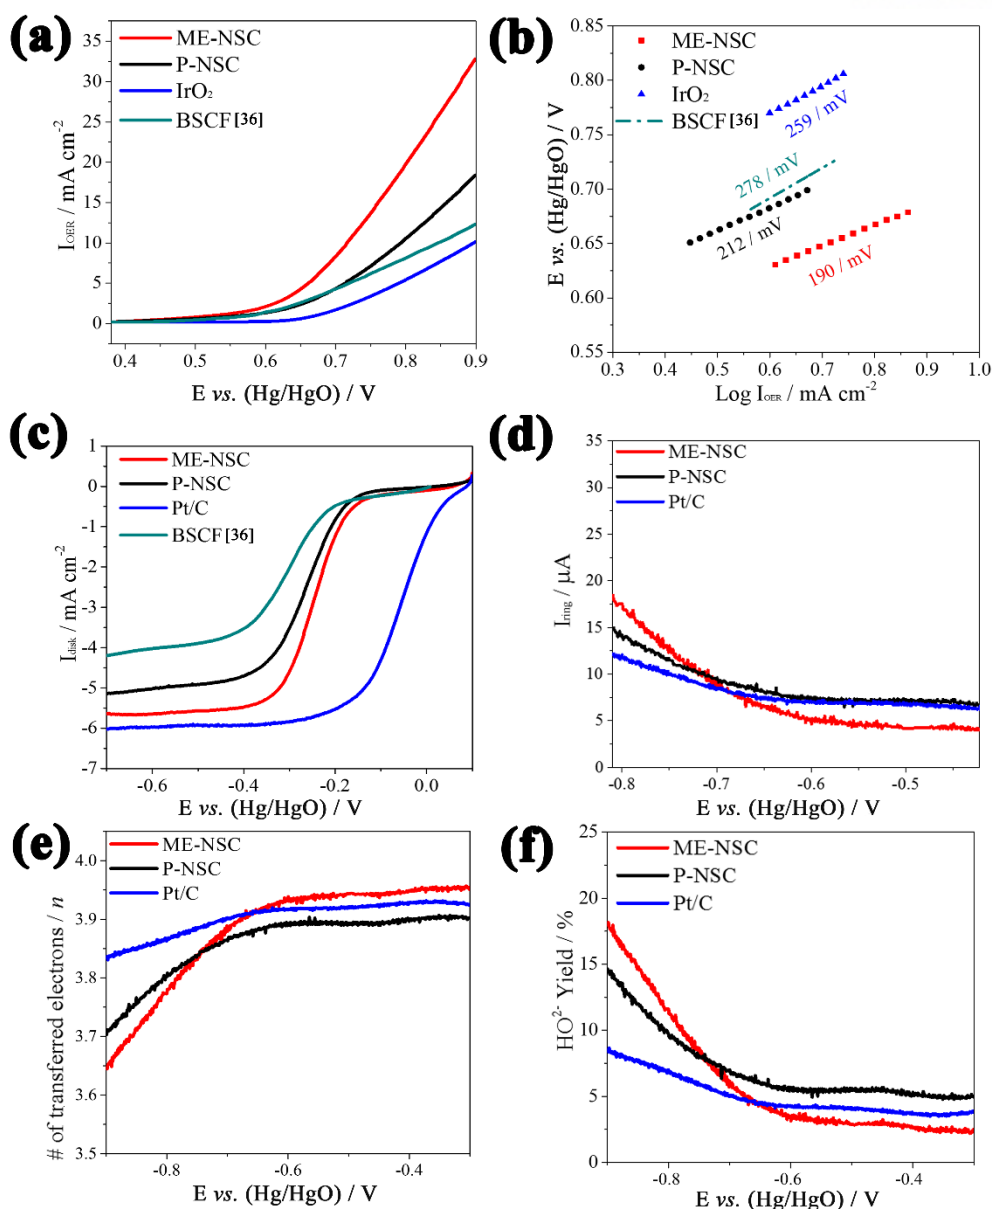 (a)
ME-NSC
P-NSC
IrO₂
BSCF[36]
I_OER / mA cm⁻²
35
30
25
20
15
10
5
0
0.4 0.5 0.6 0.7 0.8 0.9
E vs. (Hg/HgO) / V
(b)
ME-NSC
P-NSC
IrO₂
BSCF[36]
E vs. (Hg/HgO) / V
0.85
0.80
0.75
0.70
0.65
0.60
0.55
259 / mV
278 / mV
212 / mV
190 / mV
0.3 0.4 0.5 0.6 0.7 0.8 0.9 1.0
Log I_OER / mA cm⁻²
(c)
ME-NSC
P-NSC
Pt/C
BSCF[36]
I_disk / mA cm⁻²
1
0
-1
-2
-3
-4
-5
-6
-7
-0.6 -0.4 -0.2 0.0
E vs. (Hg/HgO) / V
(d)
ME-NSC
P-NSC
Pt/C
I_ring / μA
35
30
25
20
15
10
5
0
-0.8 -0.7 -0.6 -0.5
E vs. (Hg/HgO) / V
(e)
ME-NSC
P-NSC
Pt/C
# of transferred electrons / n
4.0
3.9
3.8
3.7
3.6
3.5
-0.8 -0.6 -0.4
E vs. (Hg/HgO) / V
(f)
ME-NSC
P-NSC
Pt/C
HO²⁻ Yield / %
25
20
15
10
5
0
-0.8 -0.6 -0.4
E vs. (Hg/HgO) / V